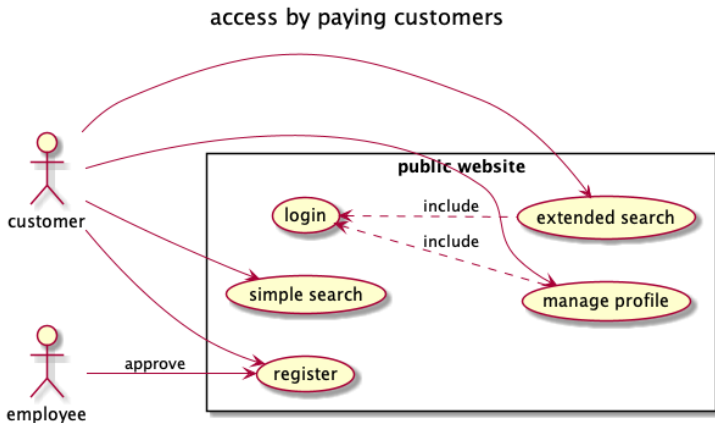 access by paying customers
public website
login
include
extended search
include
customer
simple search
manage profile
approve
register
employee